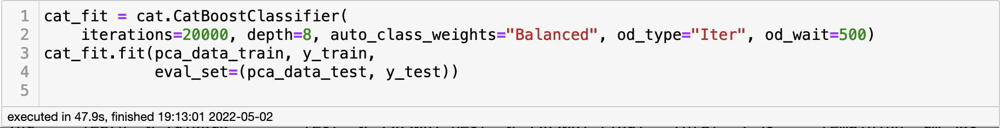 1 cat_fit = cat.CatBoostClassifier(
2     iterations=20000, depth=8, auto_class_weights="Balanced", od_type="Iter", od_wait=500)
3 cat_fit.fit(pca_data_train, y_train,
4             eval_set=(pca_data_test, y_test))
5
executed in 47.9s, finished 19:13:01 2022-05-02